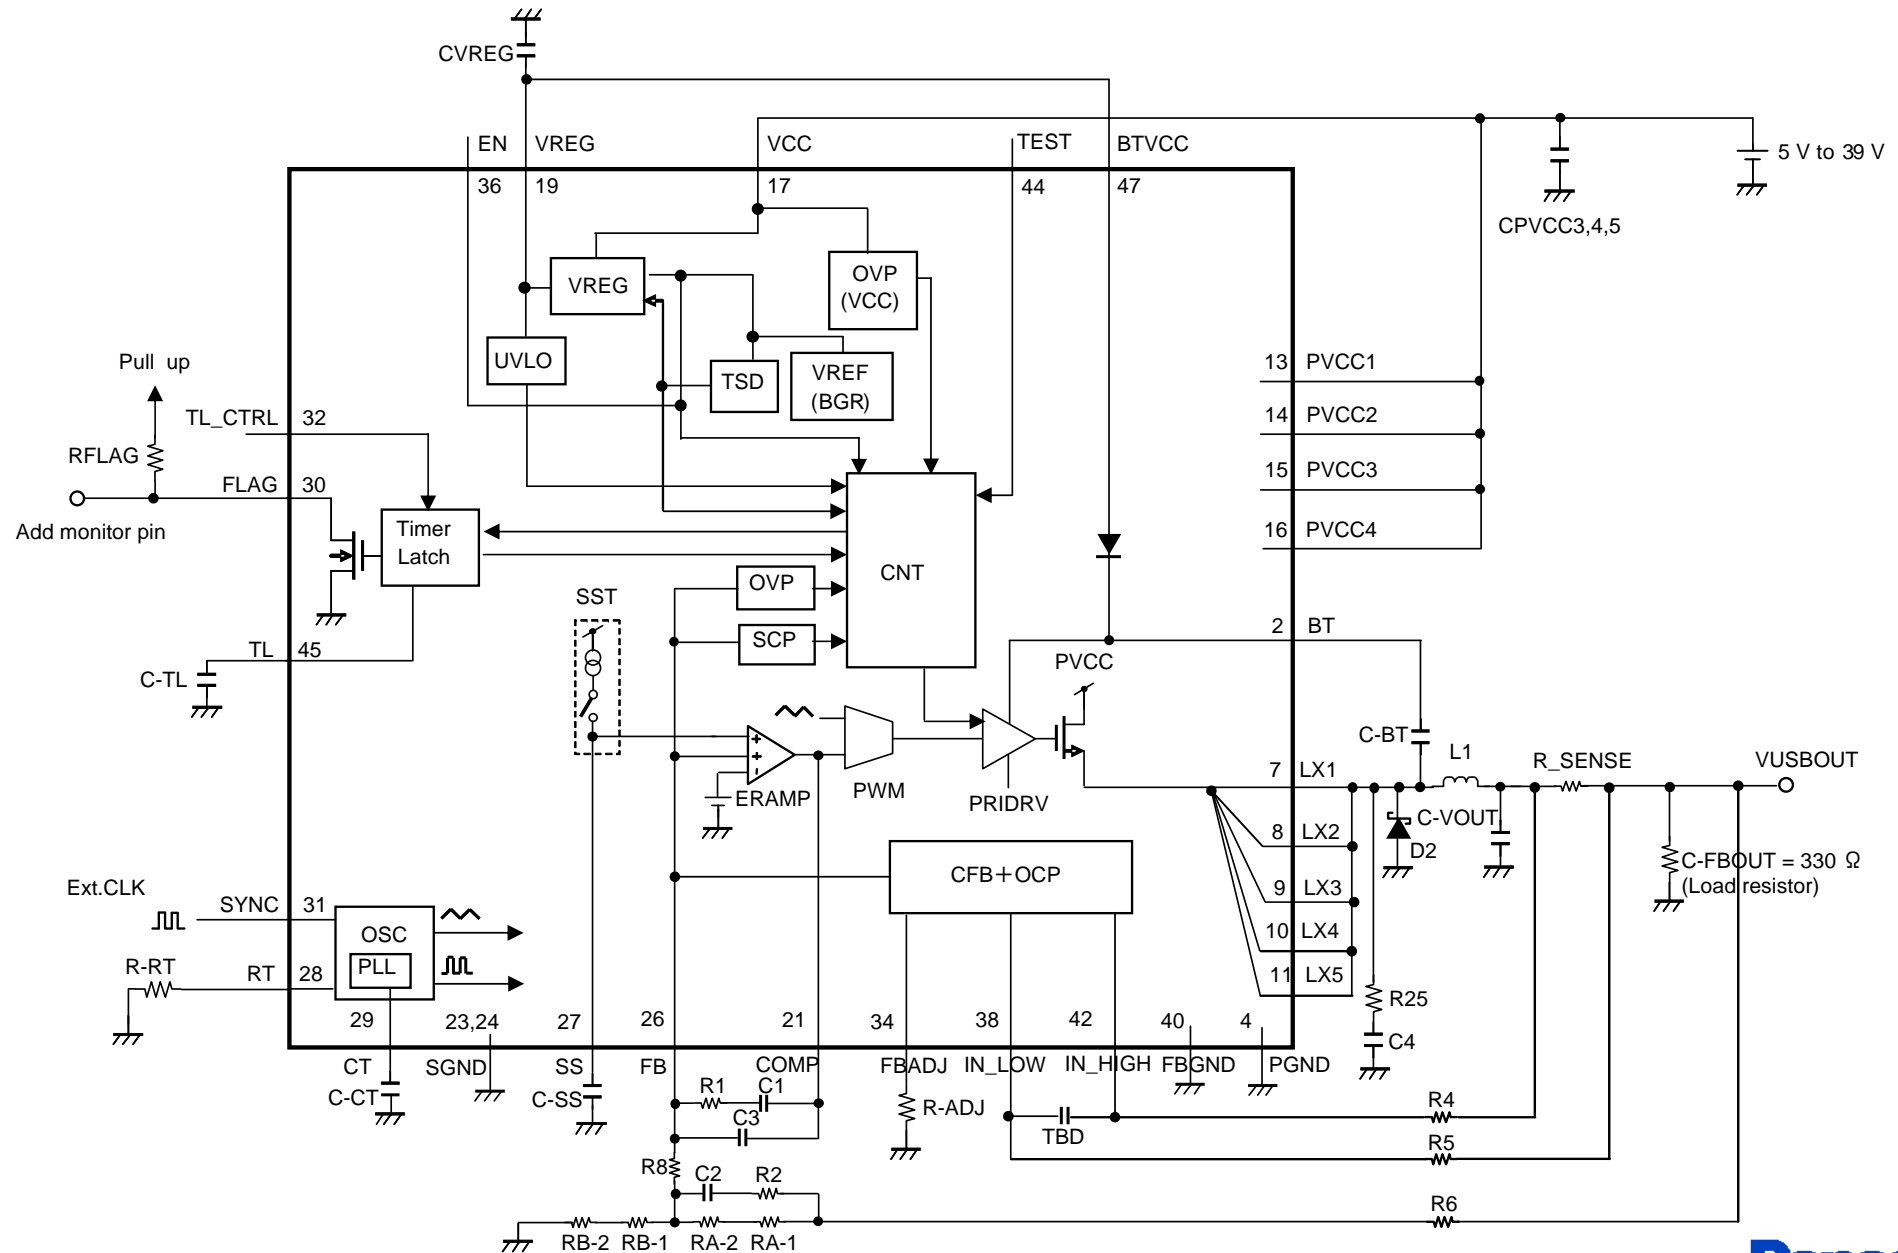 CVREG
EN
VREG
VCC
TEST
BTVCC
5 V to 39 V
36
19
17
44
47
CPVCC3,4,5
VREG
OVP
(VCC)
UVLO
TSD
VREF
(BGR)
13
PVCC1
14
PVCC2
15
PVCC3
16
PVCC4
Pull up
TL_CTRL
32
RFLAG
FLAG
30
Add monitor pin
Timer
Latch
CNT
OVP
SCP
SST
2
BT
TL
45
C-TL
PVCC
C-BT
L1
R_SENSE
VUSBOUT
ERAMP
PWM
PRIDRV
7
LX1
8
LX2
9
LX3
10
LX4
11
LX5
C-VOUT
D2
C-FBOUT = 330 Ω
(Load resistor)
CFB+OCP
Ext.CLK
SYNC
31
OSC
PLL
R-RT
RT
28
R25
C4
29
23,24
27
26
21
34
38
42
40
4
CT
SGND
SS
FB
COMP
FBADJ
IN_LOW
IN_HIGH
FBGND
PGND
C-CT
C-SS
R1
C1
C3
R-ADJ
TBD
R4
R5
R8
C2
R2
R6
RB-2
RB-1
RA-2
RA-1